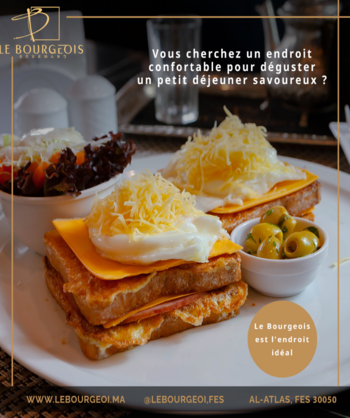 LE BOURGEOIS
GOURMAND
Vous cherchez un endroit
confortable pour déguster
un petit déjeuner savoureux ?
Le Bourgeois
est l'endroit
idéal
WWW.LEBOURGEOI.MA @LEBOURGEOI,FES AL-ATLAS, FES 30050